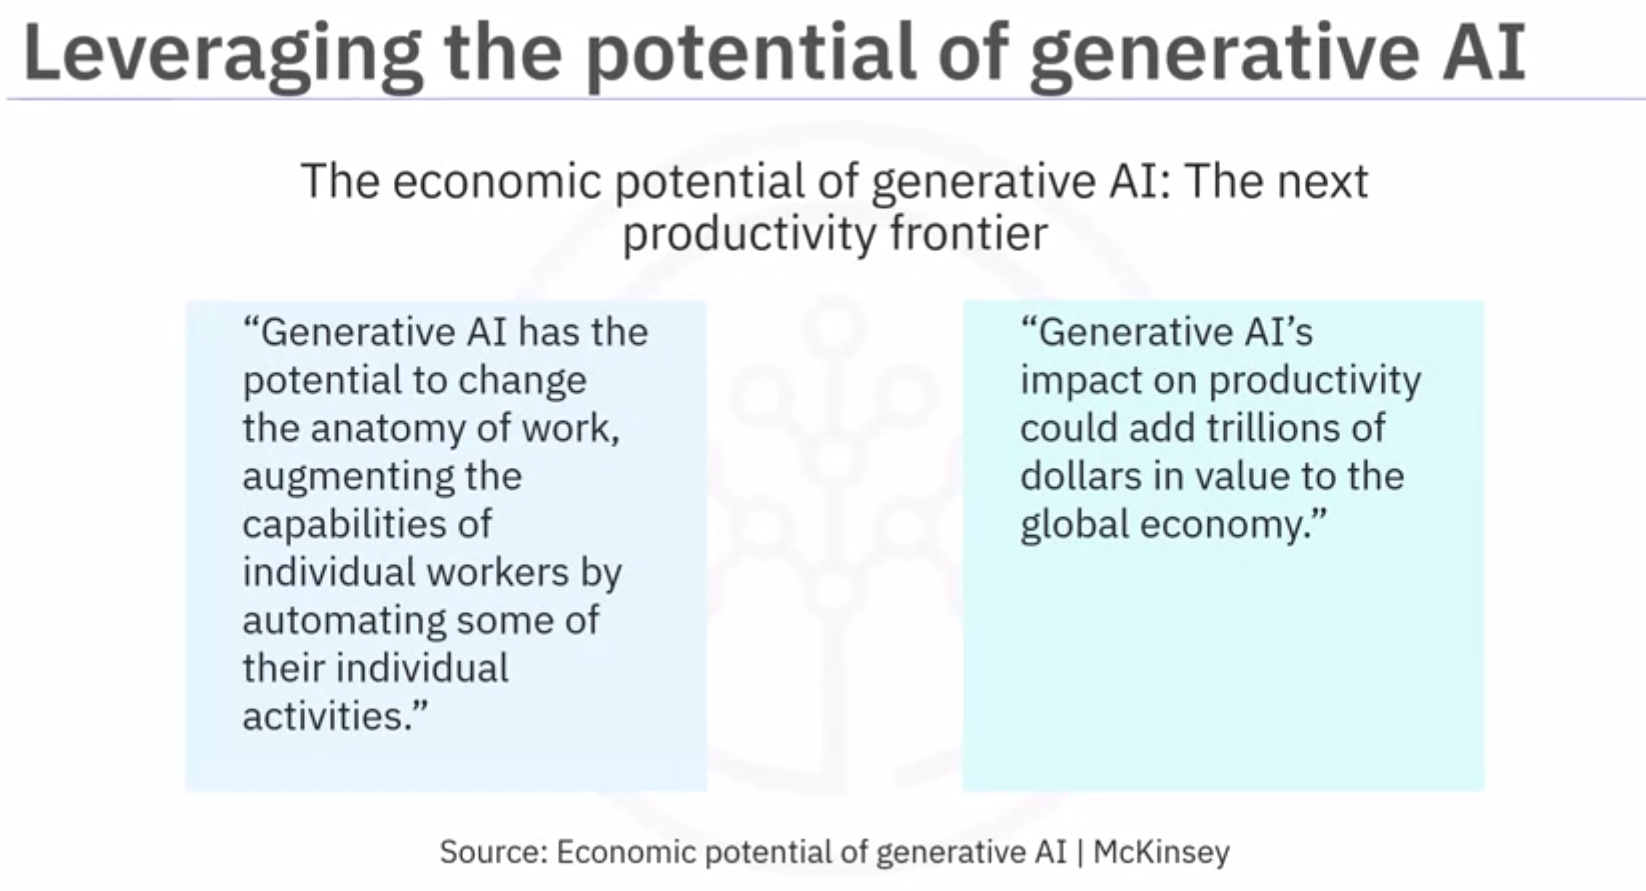 Leveraging the potential of generative AI
The economic potential of generative AI: The next
productivity frontier
“Generative AI has the
potential to change
the anatomy of work,
augmenting the
capabilities of
individual workers by
automating some of
their individual
activities.”
“Generative AI’s
impact on productivity
could add trillions of
dollars in value to the
global economy.”
Source: Economic potential of generative AI | McKinsey